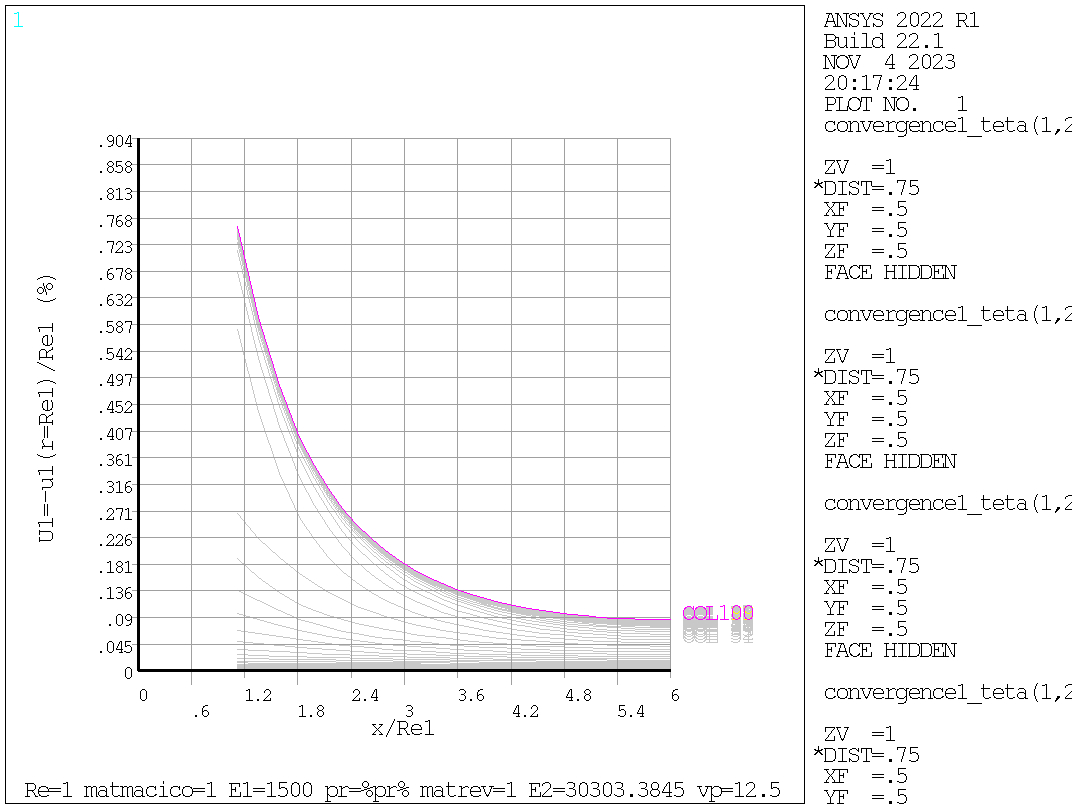 1
ANSYS 2022 R1
Build 22.1
NOV  4 2023
20:17:24
PLOT NO.   1
convergence1_teta(1,2
ZV  =1
*DIST=.75
XF  =.5
YF  =.5
ZF  =.5
FACE HIDDEN
convergence1_teta(1,2
ZV  =1
*DIST=.75
XF  =.5
YF  =.5
ZF  =.5
FACE HIDDEN
convergence1_teta(1,2
ZV  =1
*DIST=.75
XF  =.5
YF  =.5
ZF  =.5
FACE HIDDEN
convergence1_teta(1,2
ZV  =1
*DIST=.75
XF  =.5
YF  =.5
.904
.858
.813
.768
.723
.678
.632
.587
.542
.497
.452
.407
.361
.316
.271
.226
.181
.136
.09
.045
0
U1=-u1(r=Re1)/Re1 (%)
COL100
0
1.2
2.4
3.6
4.8
6
.6
1.8
3
4.2
5.4
x/Re1
Re=1 matmacico=1 E1=1500 pr=%pr% matrev=1 E2=30303.3845 vp=12.5